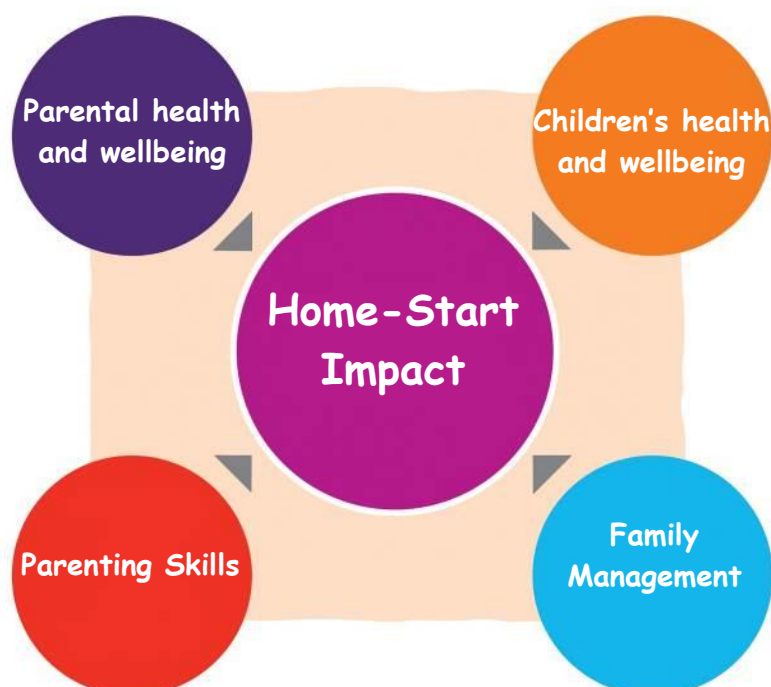 Parental health
and wellbeing
Children's health
and wellbeing
Home-Start
Impact
Parenting Skills
Family
Management